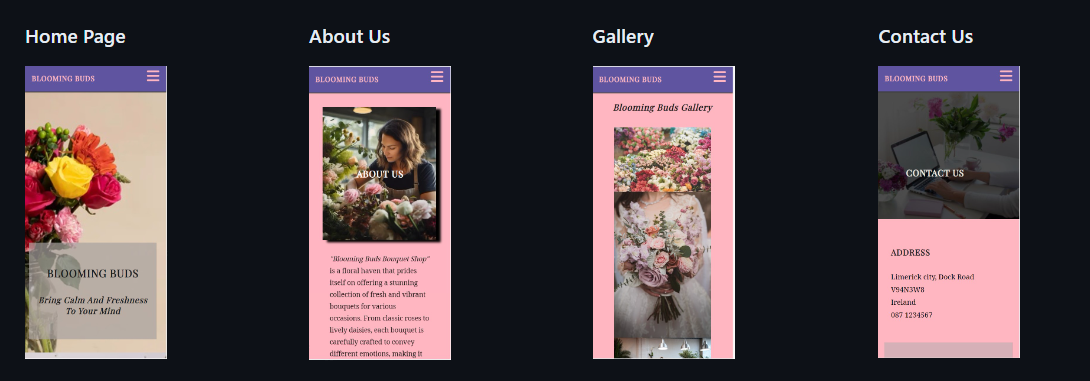 Home Page
About Us
Gallery
Contact Us
BLOOMING BUDS
BLOOMING BUDS
Bring Calm And Freshness
To Your Mind
BLOOMING BUDS
ABOUT US
"Blooming Buds Bouquet Shop"
is a floral haven that prides
itself on offering a stunning
collection of fresh and vibrant
bouquets for various
occasions. From classic roses to
lively daisies, each bouquet is
carefully crafted to convey
different emotions, making it
BLOOMING BUDS
Blooming Buds Gallery
BLOOMING BUDS
CONTACT US
ADDRESS
Limerick city, Dock Road
V94N3W8
Ireland
087 1234567